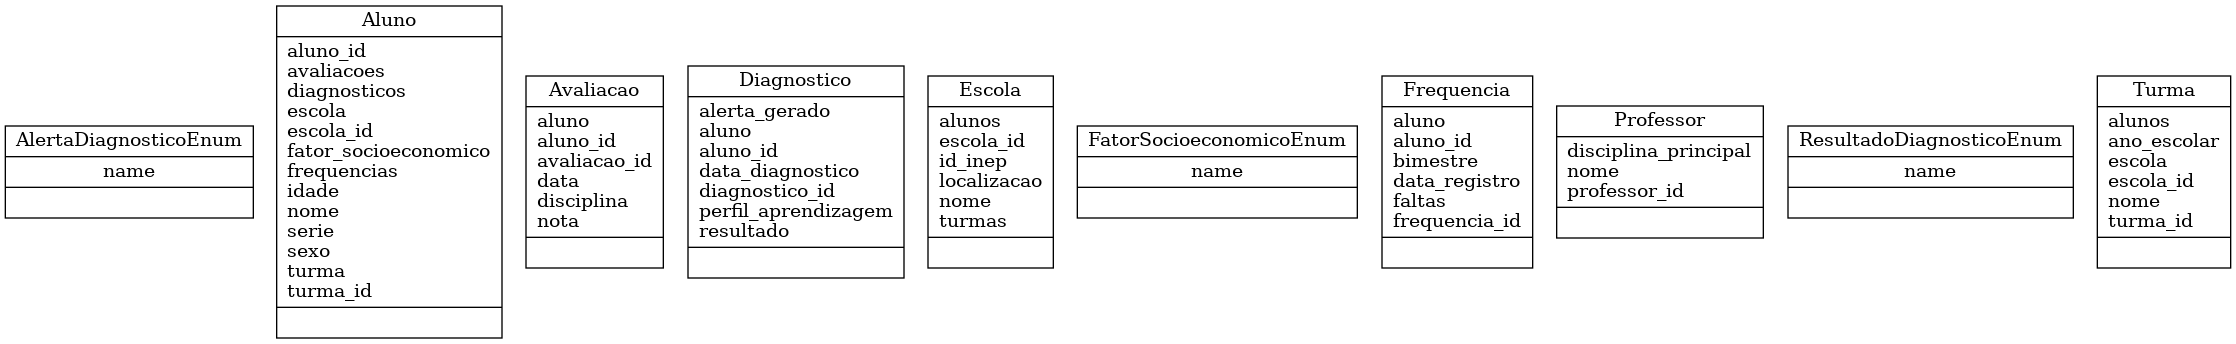 AlertaDiagnosticoEnum
name
Aluno
aluno_id
avaliacoes
diagnosticos
escola
escola_id
fator_socioeconomico
frequencias
idade
nome
serie
sexo
turma
turma_id
Avaliacao
aluno
aluno_id
avaliacao_id
data
disciplina
nota
Diagnostico
alerta_gerado
aluno
aluno_id
data_diagnostico
diagnostico_id
perfil_aprendizagem
resultado
Escola
alunos
escola_id
id_inep
localizacao
nome
turmas
FatorSocioeconomicoEnum
name
Frequencia
aluno
aluno_id
bimestre
data_registro
faltas
frequencia_id
Professor
disciplina_principal
nome
professor_id
ResultadoDiagnosticoEnum
name
Turma
alunos
ano_escolar
escola
escola_id
nome
turma_id